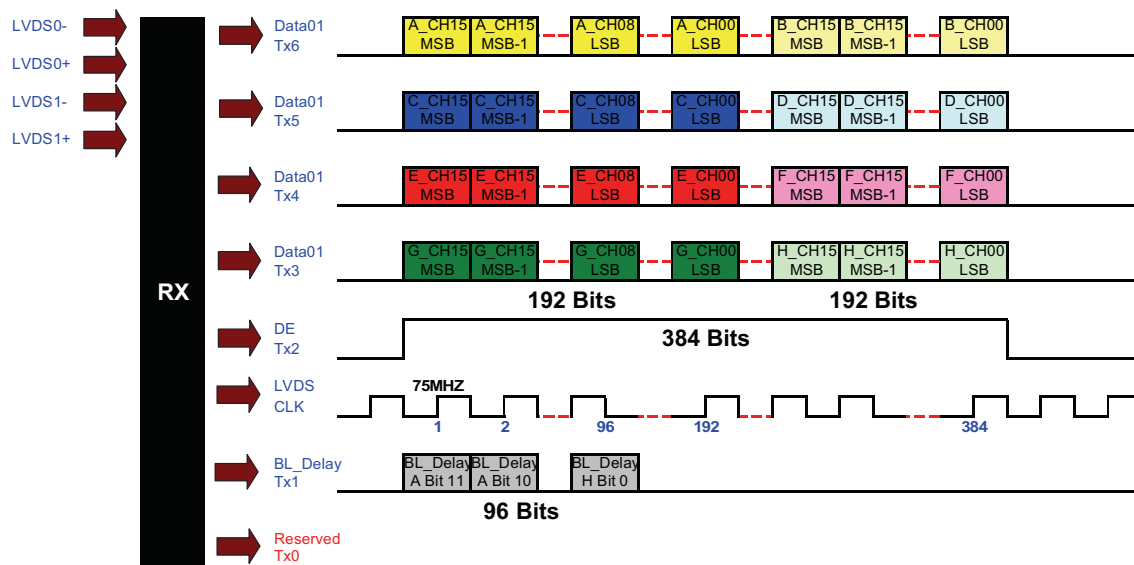 LVDS0-
LVDS0+
LVDS1-
LVDS1+
RX
Data01
Tx6
A_CH15 MSB
A_CH15 MSB-1
A_CH08 LSB
A_CH00 LSB
B_CH15 MSB
B_CH15 MSB-1
B_CH00 LSB
Data01
Tx5
C_CH15 MSB
C_CH15 MSB-1
C_CH08 LSB
C_CH00 LSB
D_CH15 MSB
D_CH15 MSB-1
D_CH00 LSB
Data01
Tx4
E_CH15 MSB
E_CH15 MSB-1
E_CH08 LSB
E_CH00 LSB
F_CH15 MSB
F_CH15 MSB-1
F_CH00 LSB
Data01
Tx3
G_CH15 MSB
G_CH15 MSB-1
G_CH08 LSB
G_CH00 LSB
H_CH15 MSB
H_CH15 MSB-1
H_CH00 LSB
192 Bits
192 Bits
DE
Tx2
384 Bits
LVDS
CLK
75MHZ
1 2 96 192 384
BL_Delay
Tx1
BL_Delay A Bit 11
BL_Delay A Bit 10
BL_Delay H Bit 0
96 Bits
Reserved
Tx0